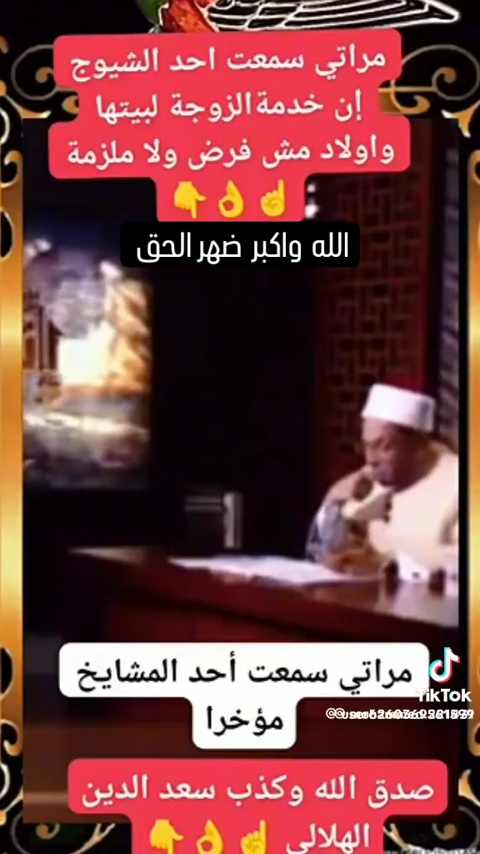 مراتي سمعت احد الشيوج
إن خدمة الزوجة لبيتها
واولاد مش فرض ولا ملزمة
👇👌☝️
الله واكبر ضهر الحق
مراتي سمعت أحد المشايخ
مؤخرا
TikTok
صدق الله وكذب سعد الدين
الهلالي ☝️👌👇